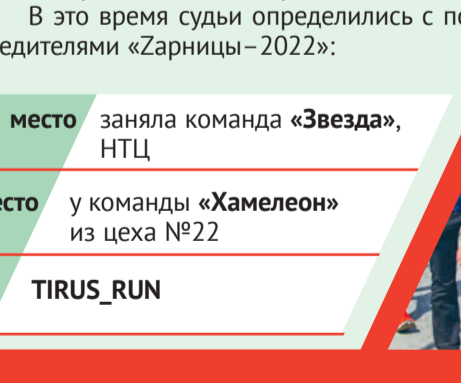 В это время судьи определились с по
едителями «Zарницы–2022»:
место заняла команда «Звезда»,
НТЦ
есто у команды «Хамелеон»
из цеха №22
TIRUS_RUN